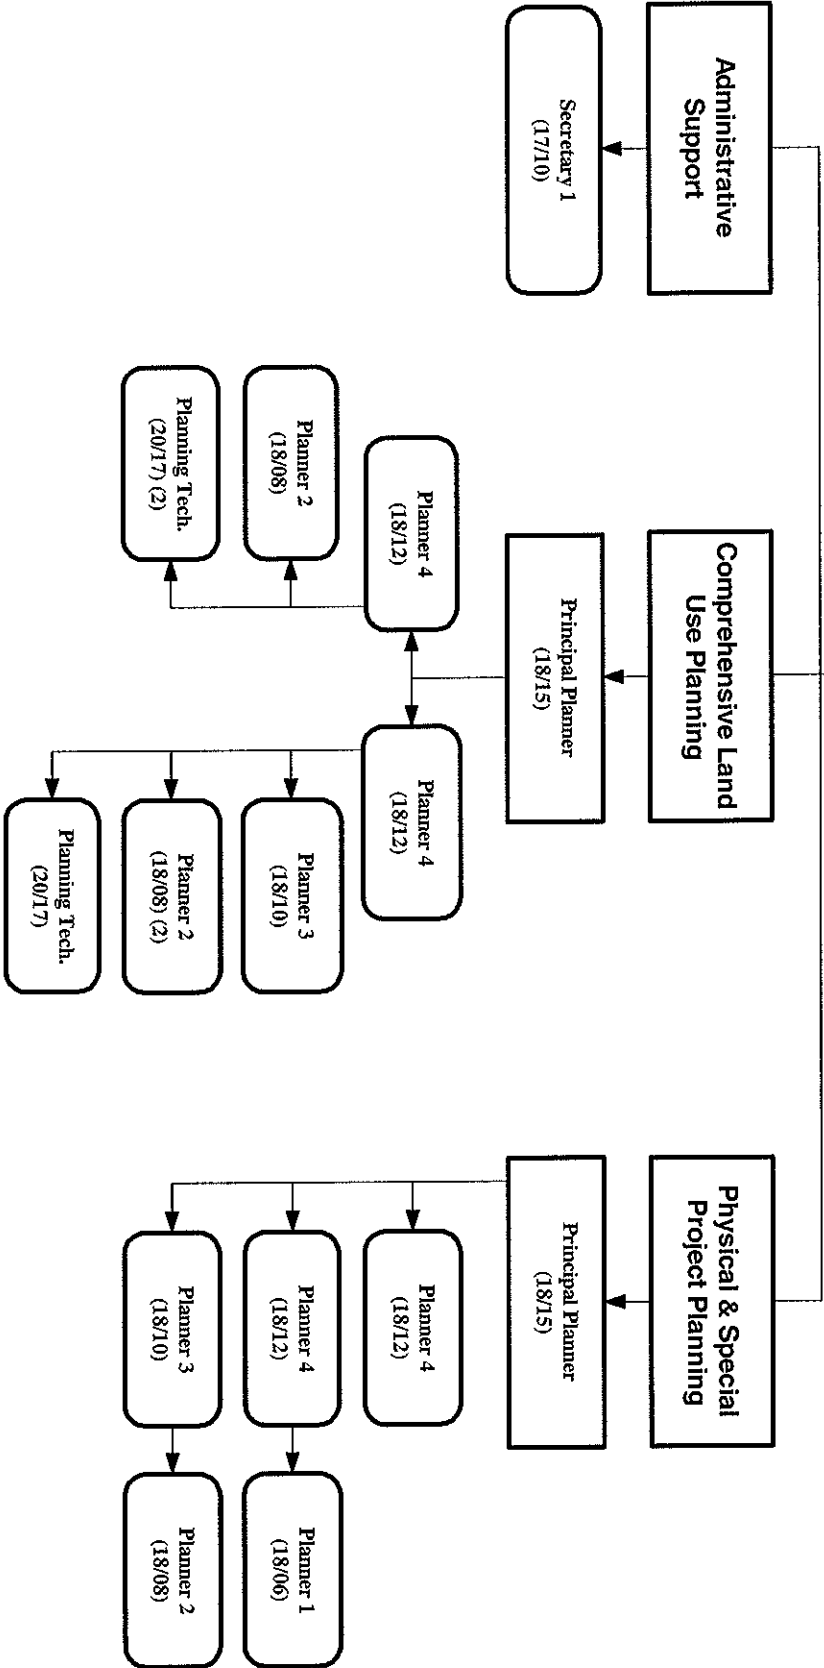 Administrative
Support
Secretary 1
(17/10)
Comprehensive Land
Use Planning
Principal Planner
(18/15)
Planner 4
(18/12)
Planner 2
(18/08)
Planning Tech.
(20/17) (2)
Planner 4
(18/12)
Planner 3
(18/10)
Planner 2
(18/08) (2)
Planning Tech.
(20/17)
Physical & Special
Project Planning
Principal Planner
(18/15)
Planner 4
(18/12)
Planner 4
(18/12)
Planner 1
(18/06)
Planner 3
(18/10)
Planner 2
(18/08)